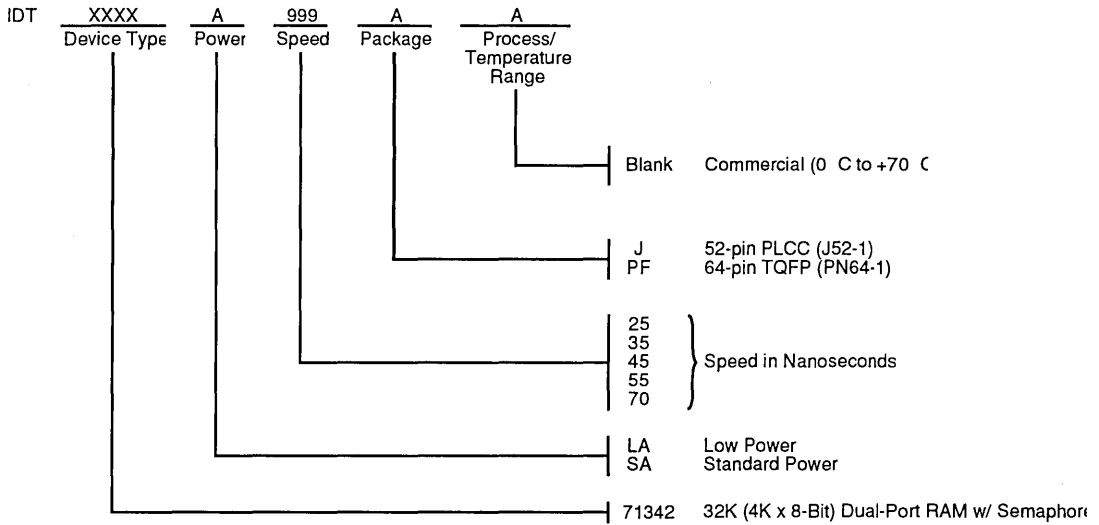 IDT XXXX A 999 A A
Device Type Power Speed Package Process/
Temperature
Range
Blank Commercial (0 C to +70 C
J 52-pin PLCC (J52-1)
PF 64-pin TQFP (PN64-1)
25
35
45 Speed in Nanoseconds
55
70
LA Low Power
SA Standard Power
71342 32K (4K x 8-Bit) Dual-Port RAM w/ Semaphore